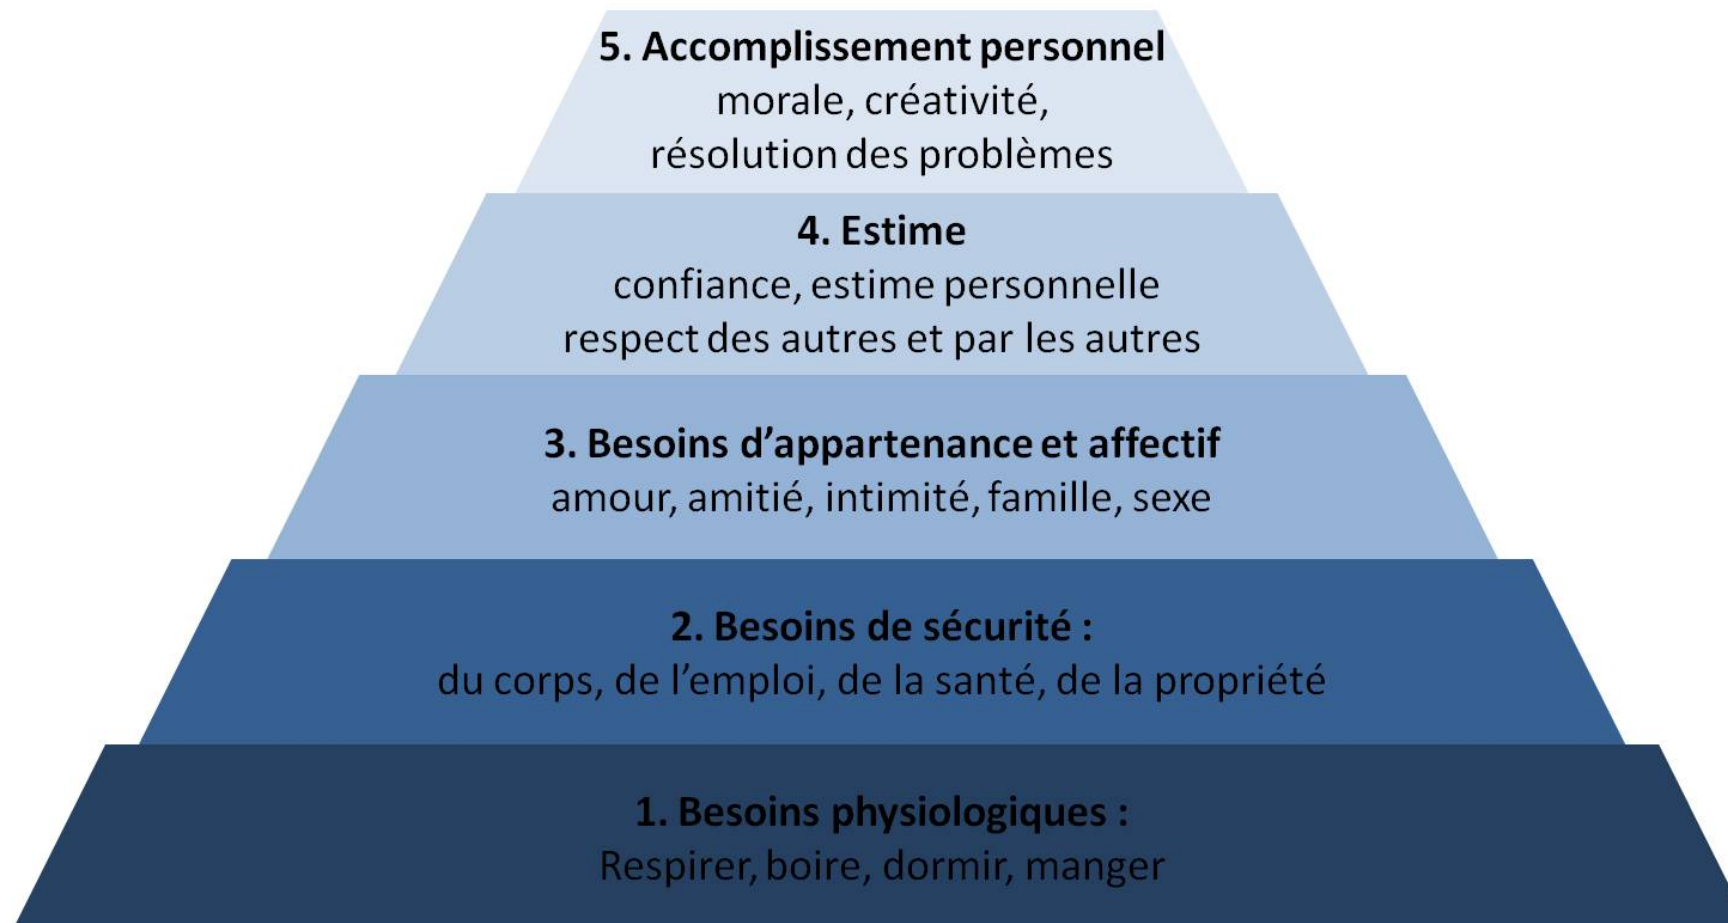 5. Accomplissement personnel
morale, créativité,
résolution des problèmes
4. Estime
confiance, estime personnelle
respect des autres et par les autres
3. Besoins d’appartenance et affectif
amour, amitié, intimité, famille, sexe
2. Besoins de sécurité :
du corps, de l’emploi, de la santé, de la propriété
1. Besoins physiologiques :
Respirer, boire, dormir, manger